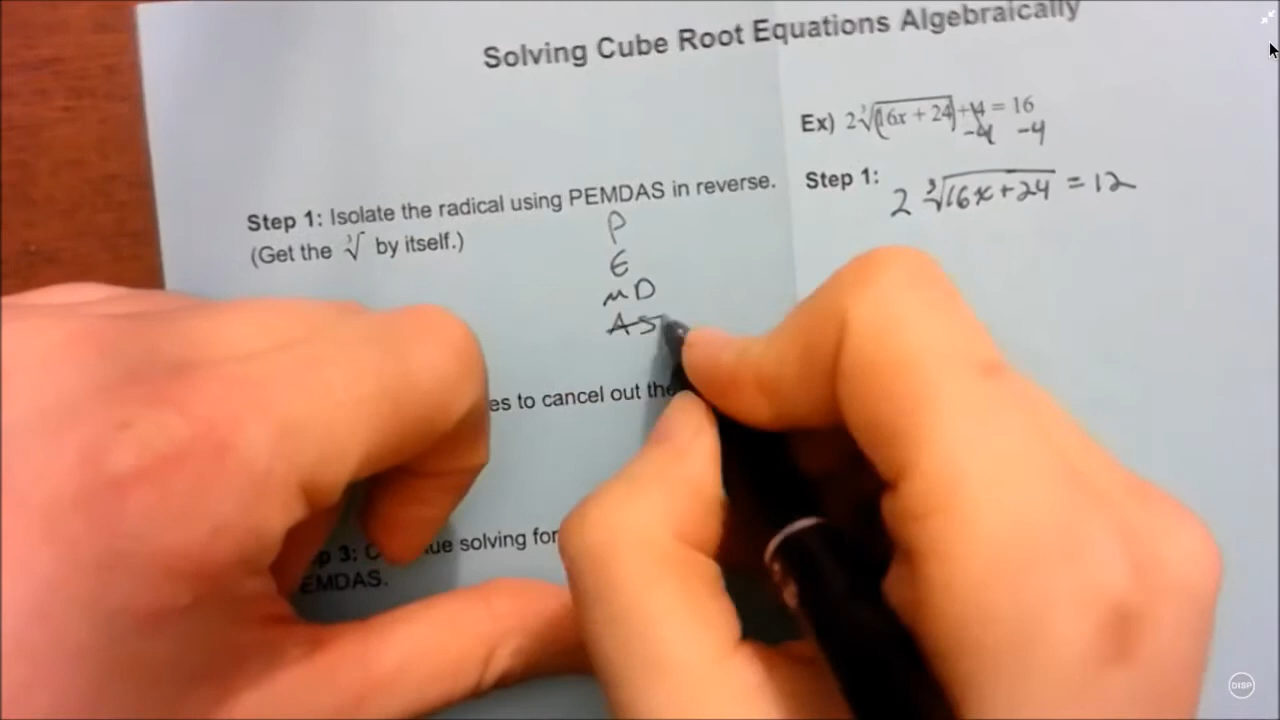 Solving Cube Root Equations Algebraically
Ex) 2∛(16x + 24) + 4 = 16
-4 -4
Step 1: Isolate the radical using PEMDAS in reverse.
(Get the ∛ by itself.)
P
E
MD
AS
Step 1:
2 ∛16x+24 = 12
es to cancel out the
p 3: C ue solving for
EMDAS.
DISP